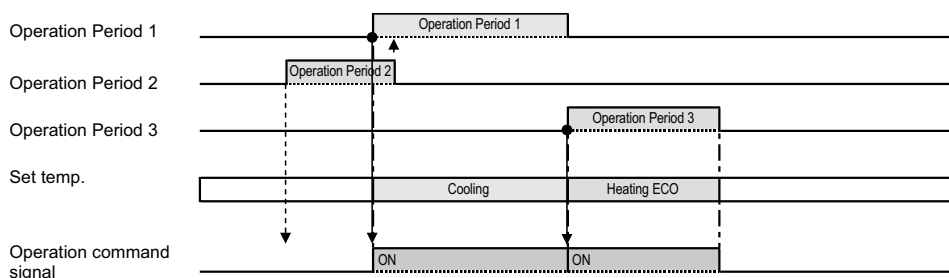 Operation Period 1
Operation Period 1
Operation Period 2
Operation Period 2
Operation Period 3
Operation Period 3
Set temp.
Cooling
Heating ECO
Operation command
signal
ON
ON